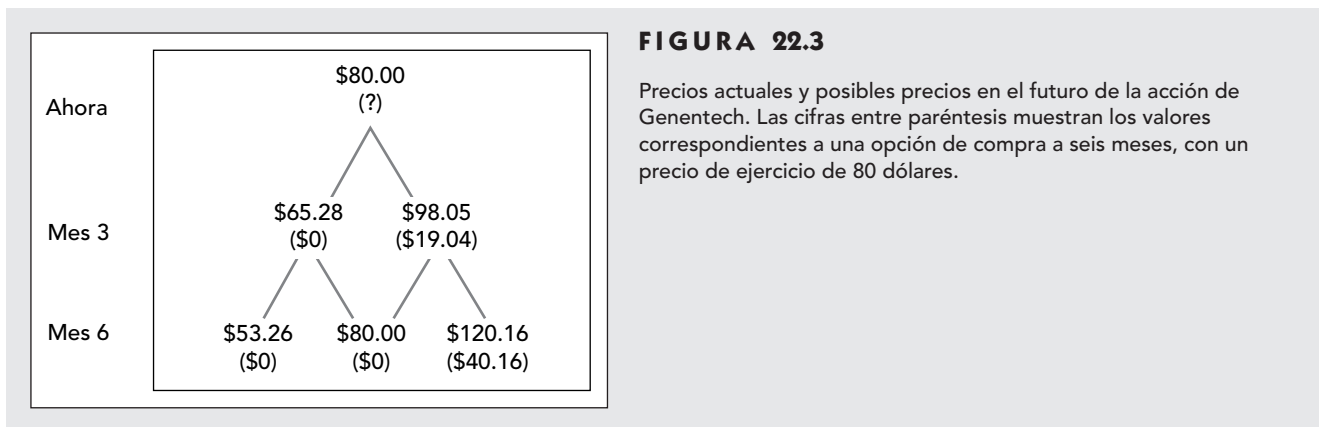 FIGURA 22.3
Precios actuales y posibles precios en el futuro de la acción de
Genentech. Las cifras entre paréntesis muestran los valores
correspondientes a una opción de compra a seis meses, con un
precio de ejercicio de 80 dólares.
Ahora
$80.00
(?)
Mes 3
$65.28 $98.05
($0) ($19.04)
Mes 6
$53.26 $80.00 $120.16
($0) ($0) ($40.16)